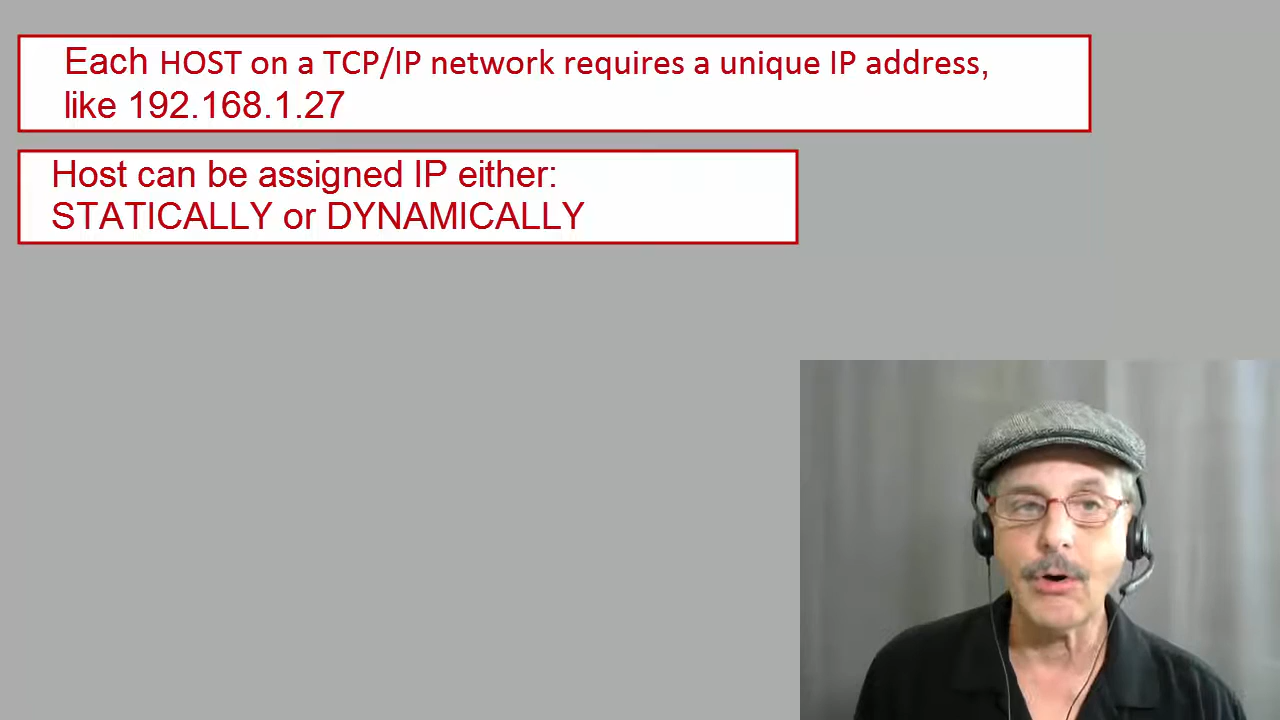 Each HOST on a TCP/IP network requires a unique IP address,
like 192.168.1.27
Host can be assigned IP either:
STATICALLY or DYNAMICALLY